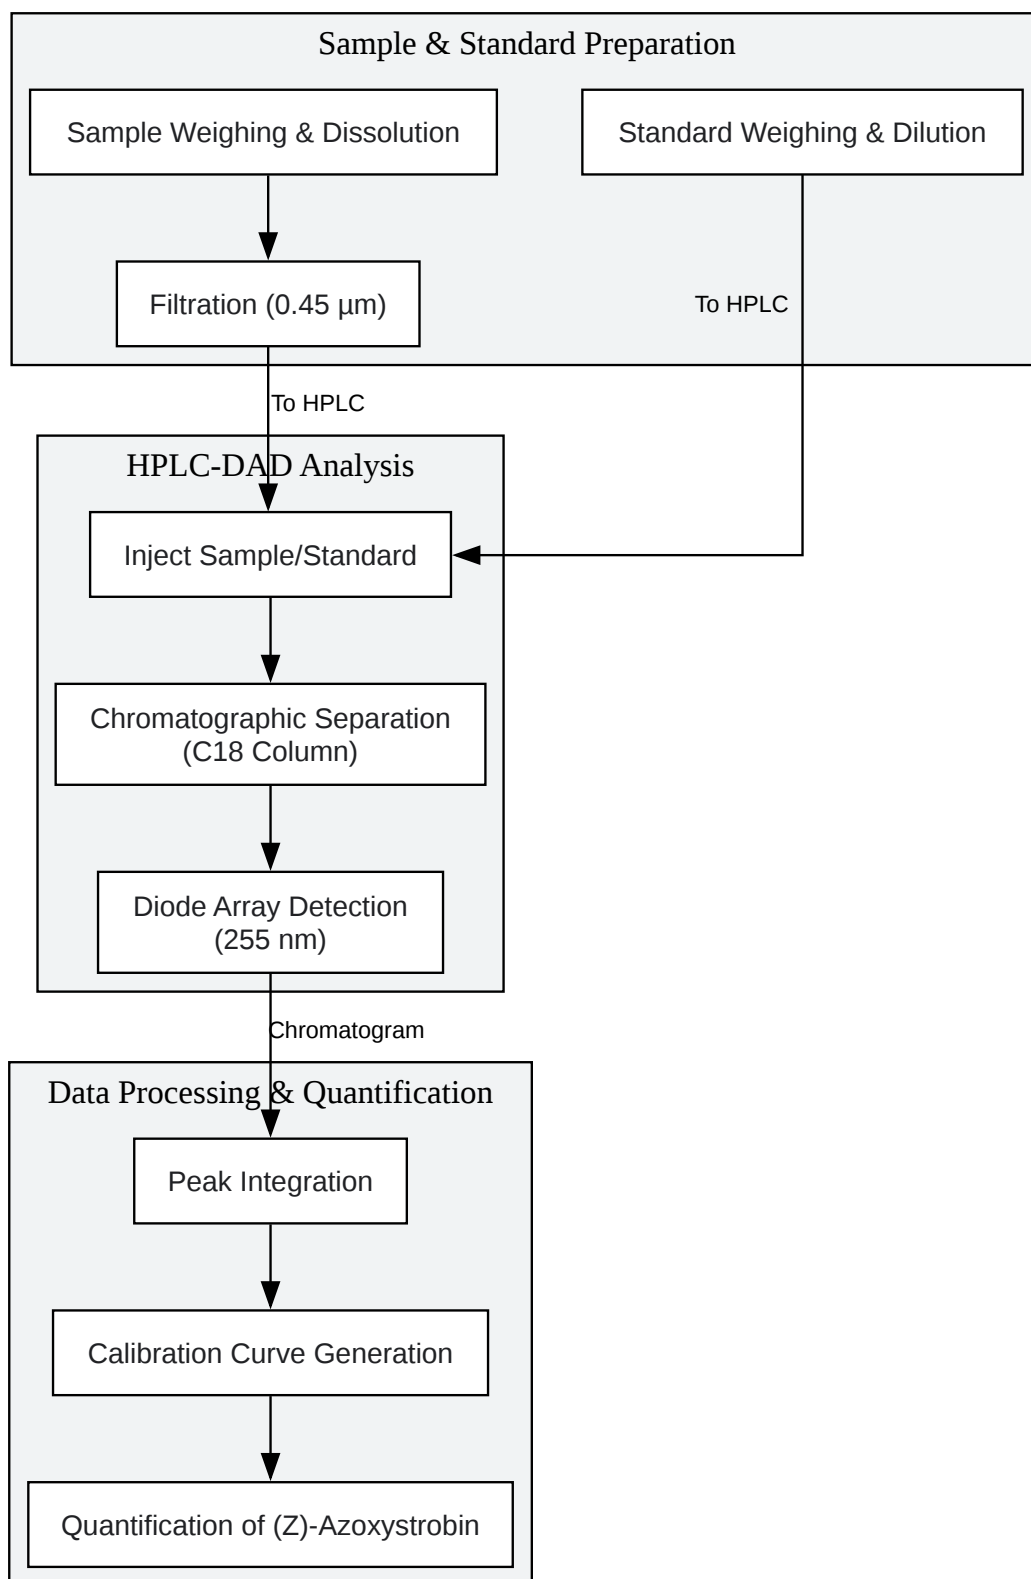 Sample & Standard Preparation
Sample Weighing & Dissolution
Standard Weighing & Dilution
Filtration (0.45 µm)
To HPLC
To HPLC
HPLC-DAD Analysis
Inject Sample/Standard
Chromatographic Separation
(C18 Column)
Diode Array Detection
(255 nm)
Chromatogram
Data Processing & Quantification
Peak Integration
Calibration Curve Generation
Quantification of (Z)-Azoxystrobin